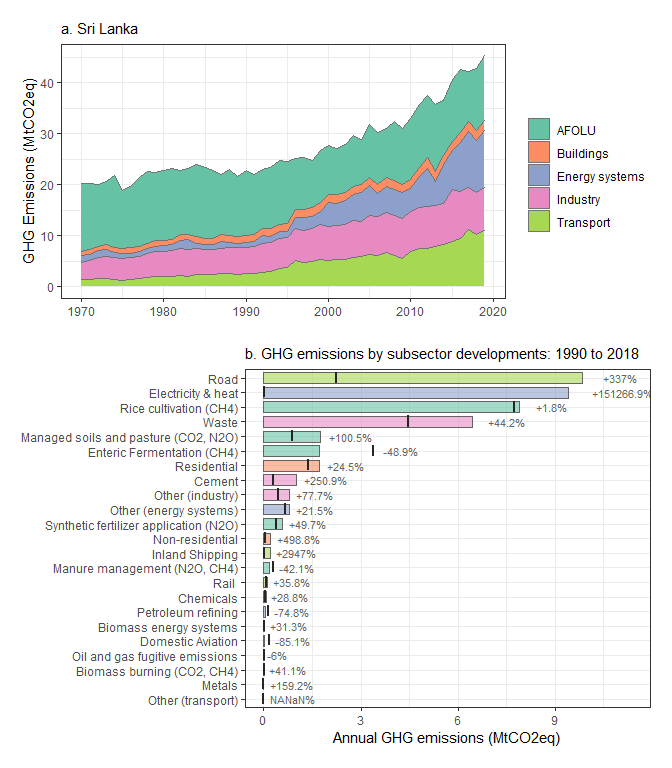 a. Sri Lanka
GHG Emissions (MtCO2eq)
40
30
20
10
0
1970
1980
1990
2000
2010
2020
AFOLU
Buildings
Energy systems
Industry
Transport
b. GHG emissions by subsector developments: 1990 to 2018
Road +337%
Electricity & heat +151266.9%
Rice cultivation (CH4) +1.8%
Waste +44.2%
Managed soils and pasture (CO2, N2O) +100.5%
Enteric Fermentation (CH4) -48.9%
Residential +24.5%
Cement +250.9%
Other (industry) +77.7%
Other (energy systems) +21.5%
Synthetic fertilizer application (N2O) +49.7%
Non-residential +498.8%
Inland Shipping +2947%
Manure management (N2O, CH4) -42.1%
Rail +35.8%
Chemicals +28.8%
Petroleum refining -74.8%
Biomass energy systems +31.3%
Domestic Aviation -85.1%
Oil and gas fugitive emissions -6%
Biomass burning (CO2, CH4) +41.1%
Metals +159.2%
Other (transport) NANaN%
0
3
6
9
Annual GHG emissions (MtCO2eq)